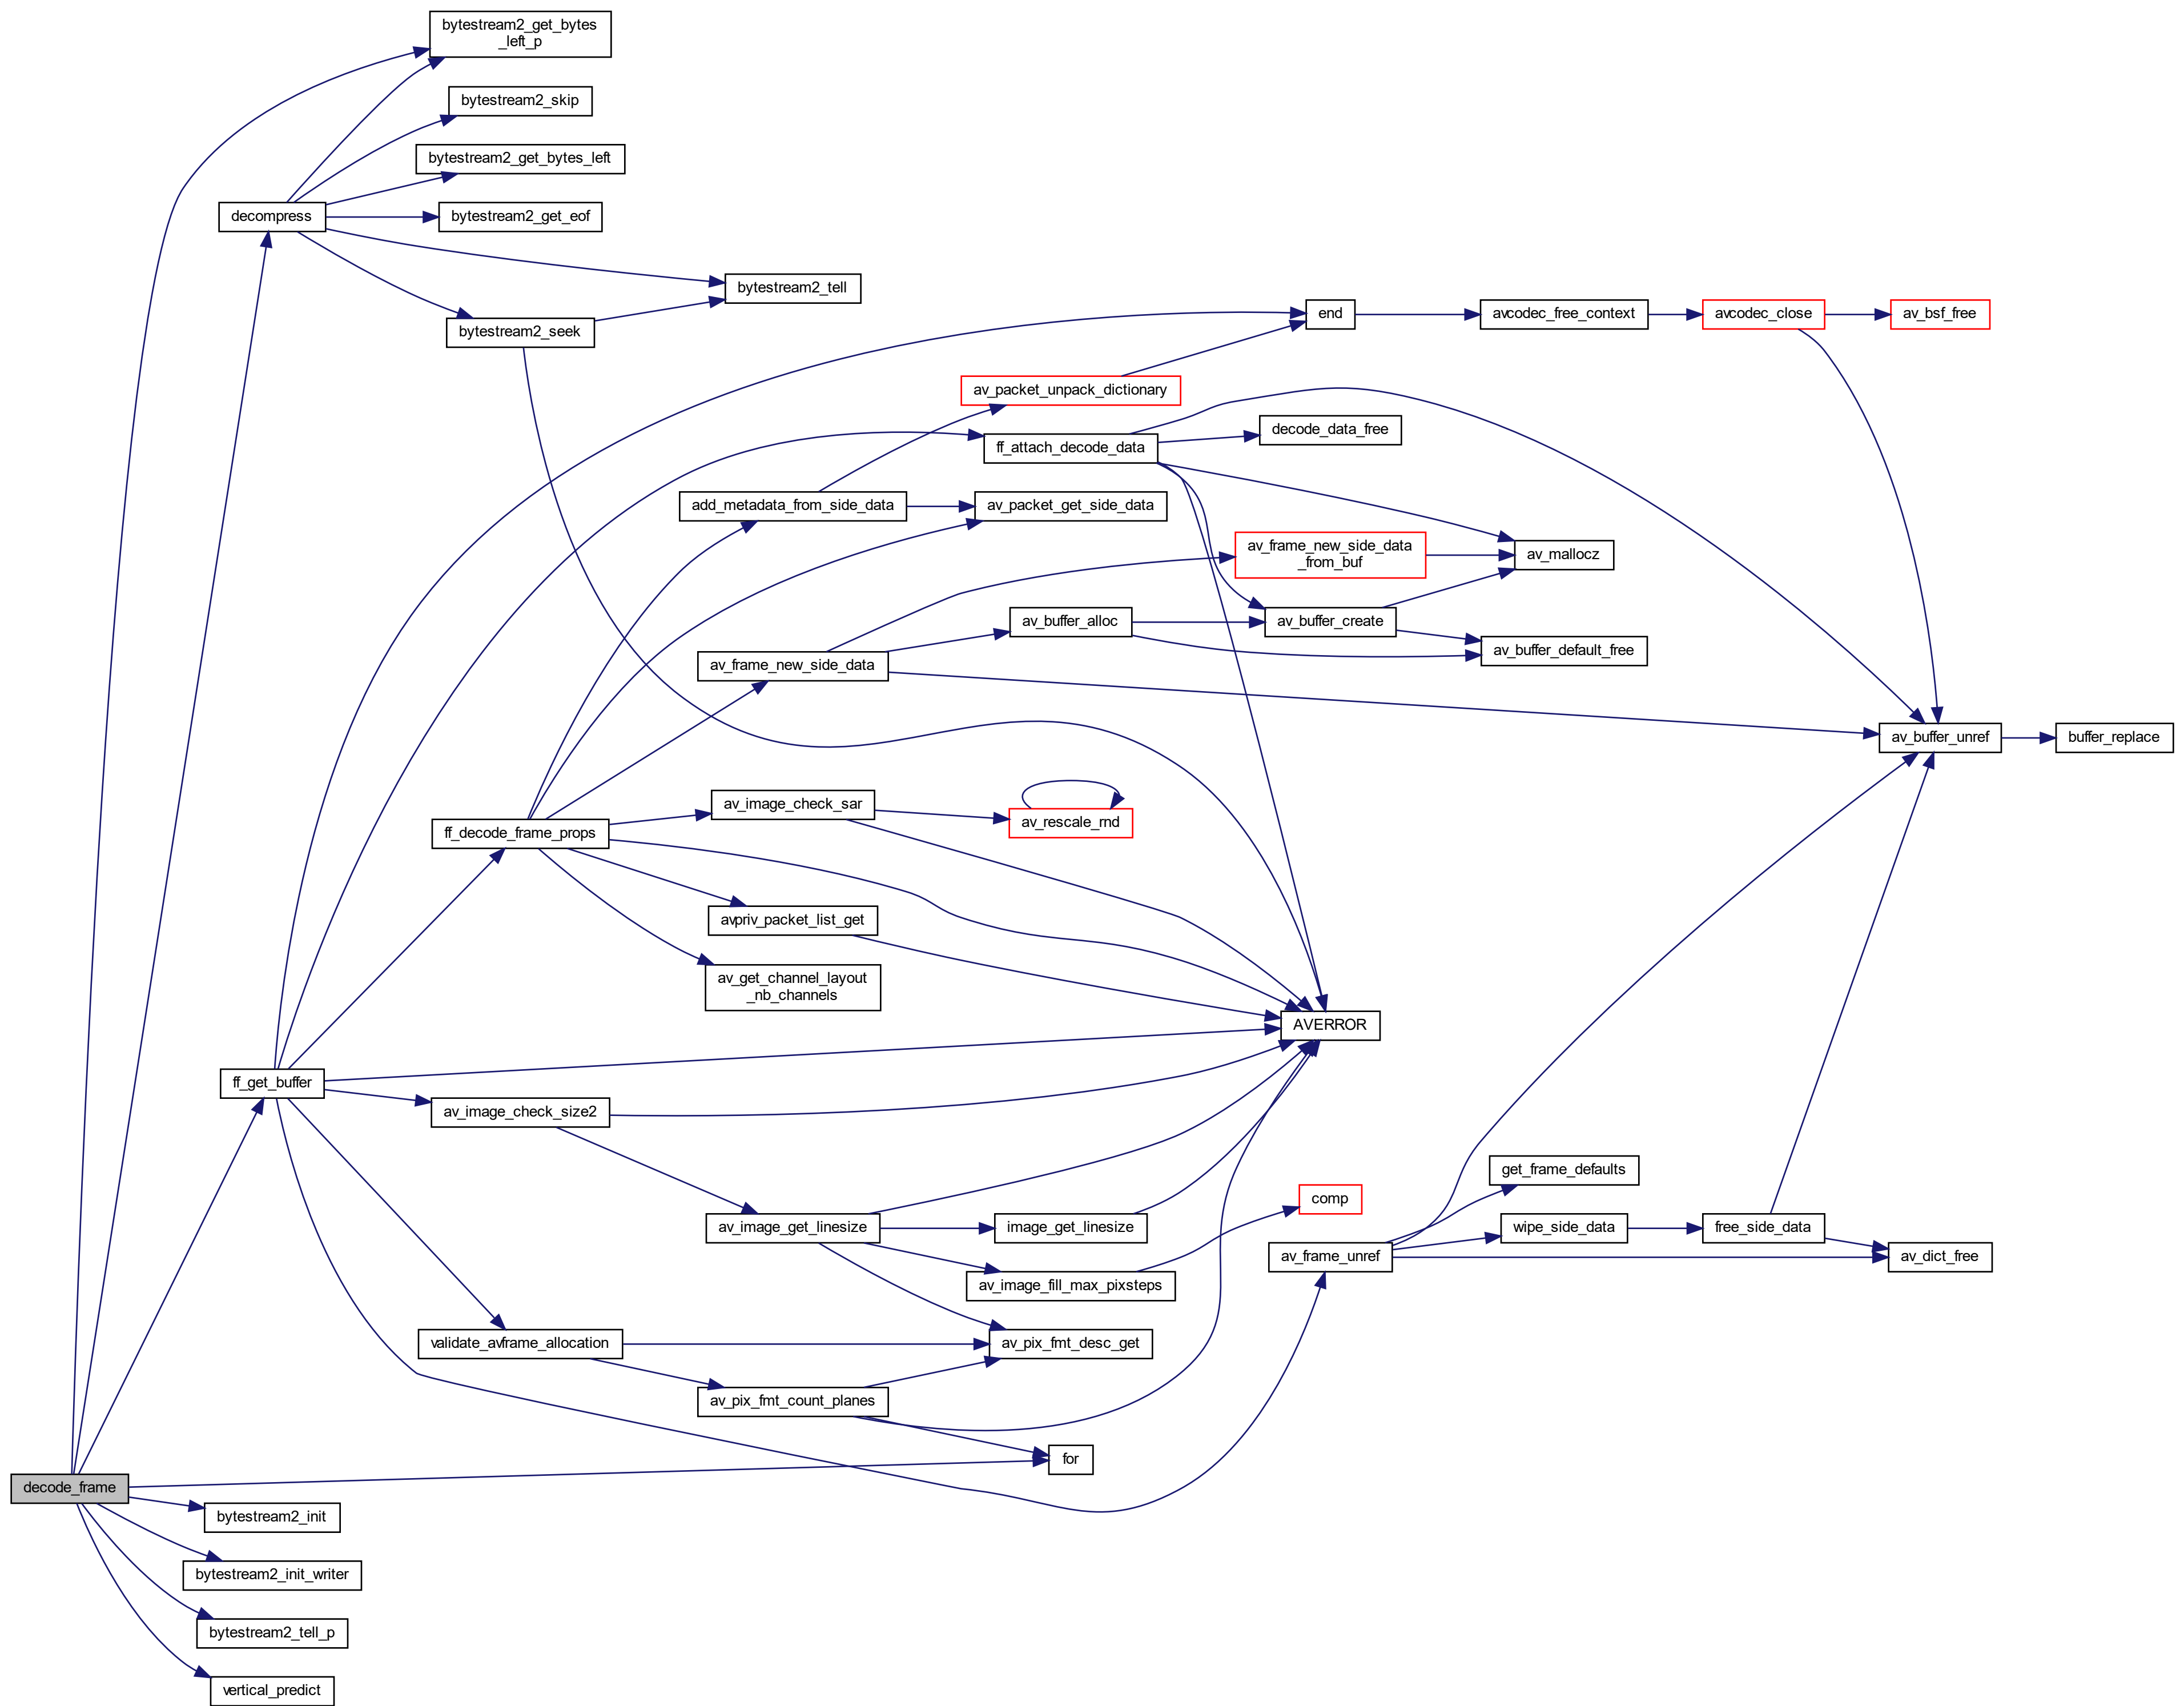 bytestream2_get_bytes
_left_p
bytestream2_skip
bytestream2_get_bytes_left
decompress
bytestream2_get_eof
bytestream2_tell
bytestream2_seek
end
avcodec_free_context
avcodec_close
av_bsf_free
av_packet_unpack_dictionary
ff_attach_decode_data
decode_data_free
add_metadata_from_side_data
av_packet_get_side_data
av_frame_new_side_data
_from_buf
av_mallocz
av_buffer_alloc
av_buffer_create
av_frame_new_side_data
av_buffer_default_free
av_buffer_unref
buffer_replace
av_image_check_sar
av_rescale_rnd
ff_decode_frame_props
avpriv_packet_list_get
av_get_channel_layout
_nb_channels
AVERROR
ff_get_buffer
av_image_check_size2
get_frame_defaults
comp
av_image_get_linesize
image_get_linesize
wipe_side_data
free_side_data
av_frame_unref
av_dict_free
av_image_fill_max_pixsteps
validate_avframe_allocation
av_pix_fmt_desc_get
av_pix_fmt_count_planes
for
decode_frame
bytestream2_init
bytestream2_init_writer
bytestream2_tell_p
vertical_predict